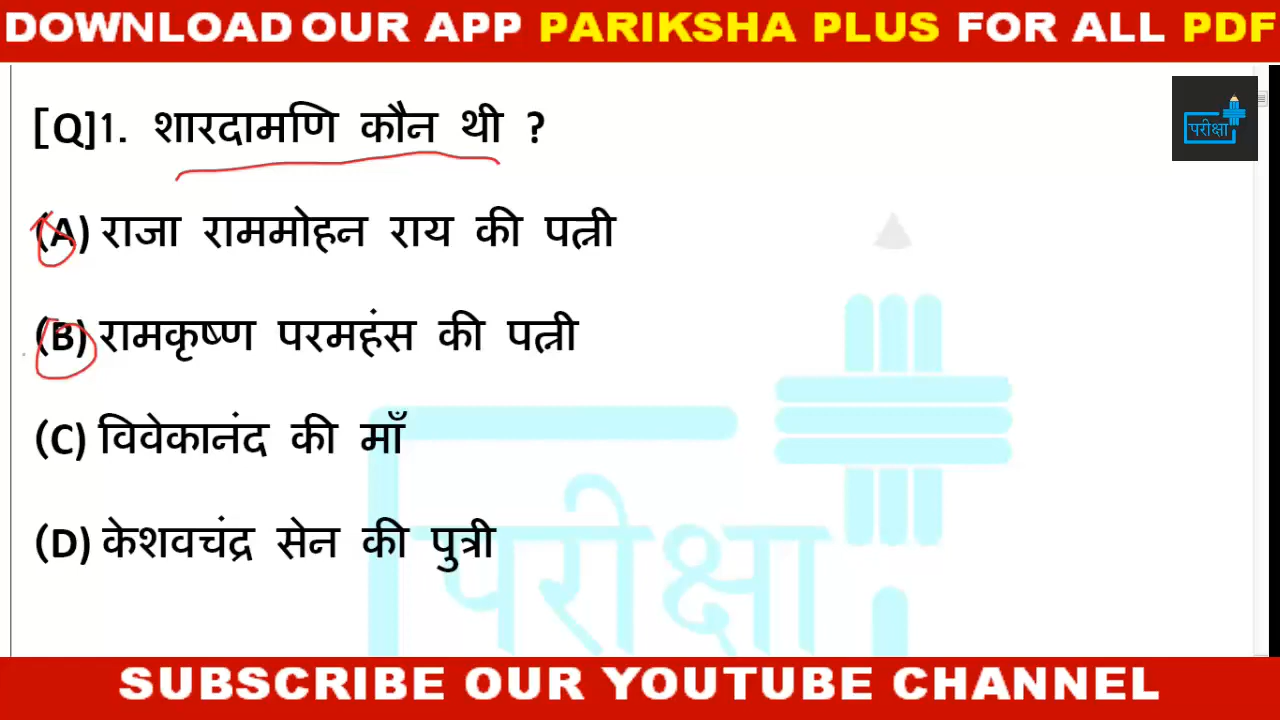 DOWNLOAD OUR APP PARIKSHA PLUS FOR ALL PDF
[Q]1. शारदामणि कौन थी ?
परीक्षा
(A) राजा राममोहन राय की पत्नी
(B) रामकृष्ण परमहंस की पत्नी
(C) विवेकानंद की माँ
(D) केशवचंद्र सेन की पुत्री
परीक्षा
SUBSCRIBE OUR YOUTUBE CHANNEL